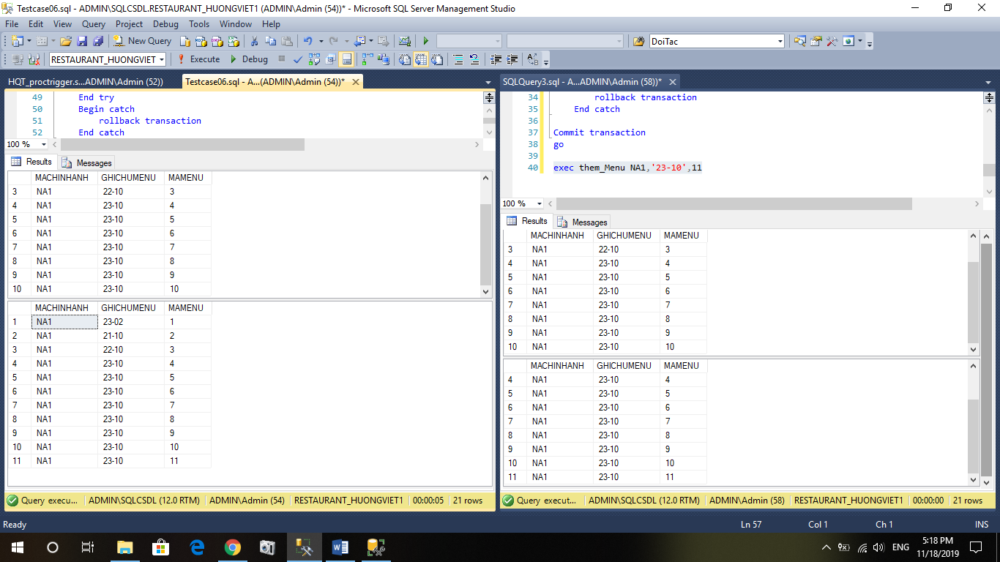 Testcase06.sql - ADMIN\SQLCSDL.RESTAURANT_HUONGVIET1 (ADMIN\Admin (54))* - Microsoft SQL Server Management Studio
File Edit View Query Project Debug Tools Window Help
New Query DoiTac
RESTAURANT_HUONGVIET Execute Debug
HQT_proctrigger.s...ADMIN\Admin (52)) Testcase06.sql - A...(ADMIN\Admin (54))*
49 End try
50 Begin catch
51 rollback transaction
52 End catch
100 %
Results Messages
MACHINHANH GHICHUMENU MAMENU
3 NA1 22-10 3
4 NA1 23-10 4
5 NA1 23-10 5
6 NA1 23-10 6
7 NA1 23-10 7
8 NA1 23-10 8
9 NA1 23-10 9
10 NA1 23-10 10
MACHINHANH GHICHUMENU MAMENU
1 NA1 23-02 1
2 NA1 21-10 2
3 NA1 22-10 3
4 NA1 23-10 4
5 NA1 23-10 5
6 NA1 23-10 6
7 NA1 23-10 7
8 NA1 23-10 8
9 NA1 23-10 9
10 NA1 23-10 10
11 NA1 23-10 11
Query execu... ADMIN\SQLCSDL (12.0 RTM) ADMIN\Admin (54) RESTAURANT_HUONGVIET1 00:00:05 21 rows
SQLQuery3.sql - A...ADMIN\Admin (58))*
34 rollback transaction
35 End catch
36
37 Commit transaction
38 go
39
40 exec them_Menu NA1,'23-10',11
100 %
Results Messages
MACHINHANH GHICHUMENU MAMENU
3 NA1 22-10 3
4 NA1 23-10 4
5 NA1 23-10 5
6 NA1 23-10 6
7 NA1 23-10 7
8 NA1 23-10 8
9 NA1 23-10 9
10 NA1 23-10 10
MACHINHANH GHICHUMENU MAMENU
4 NA1 23-10 4
5 NA1 23-10 5
6 NA1 23-10 6
7 NA1 23-10 7
8 NA1 23-10 8
9 NA1 23-10 9
10 NA1 23-10 10
11 NA1 23-10 11
Query execut... ADMIN\SQLCSDL (12.0 RTM) ADMIN\Admin (58) RESTAURANT_HUONGVIET1 00:00:00 21 rows
Ready Ln 57 Col 1 Ch 1 INS
ENG 5:18 PM
11/18/2019